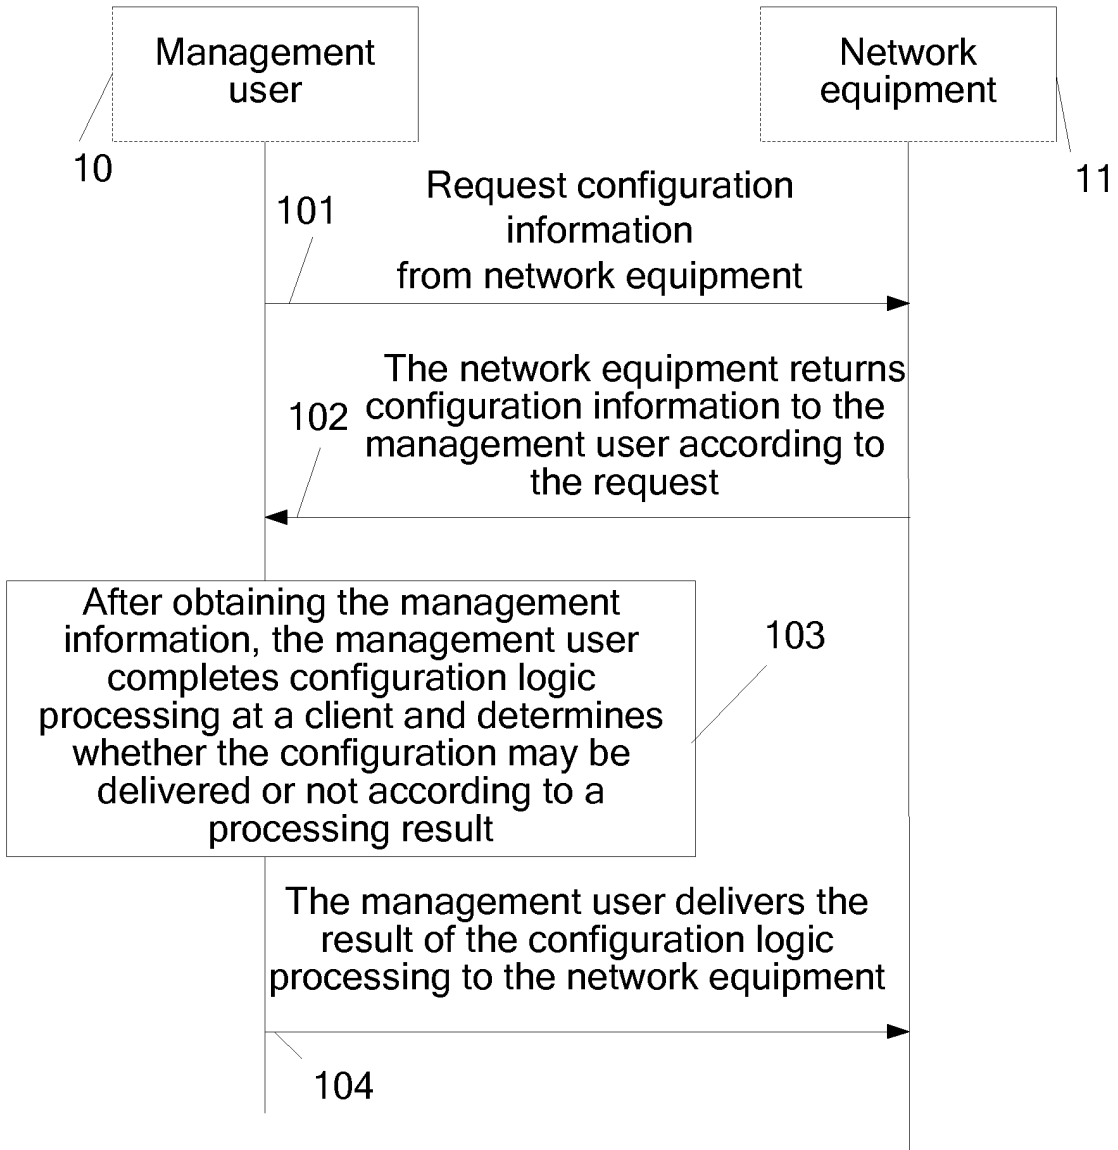 Management
user
Network
equipment
10
11
101
Request configuration
information
from network equipment
The network equipment returns
configuration information to the
management user according to
the request
102
After obtaining the management
information, the management user
completes configuration logic
processing at a client and determines
whether the configuration may be
delivered or not according to a
processing result
103
The management user delivers the
result of the configuration logic
processing to the network equipment
104